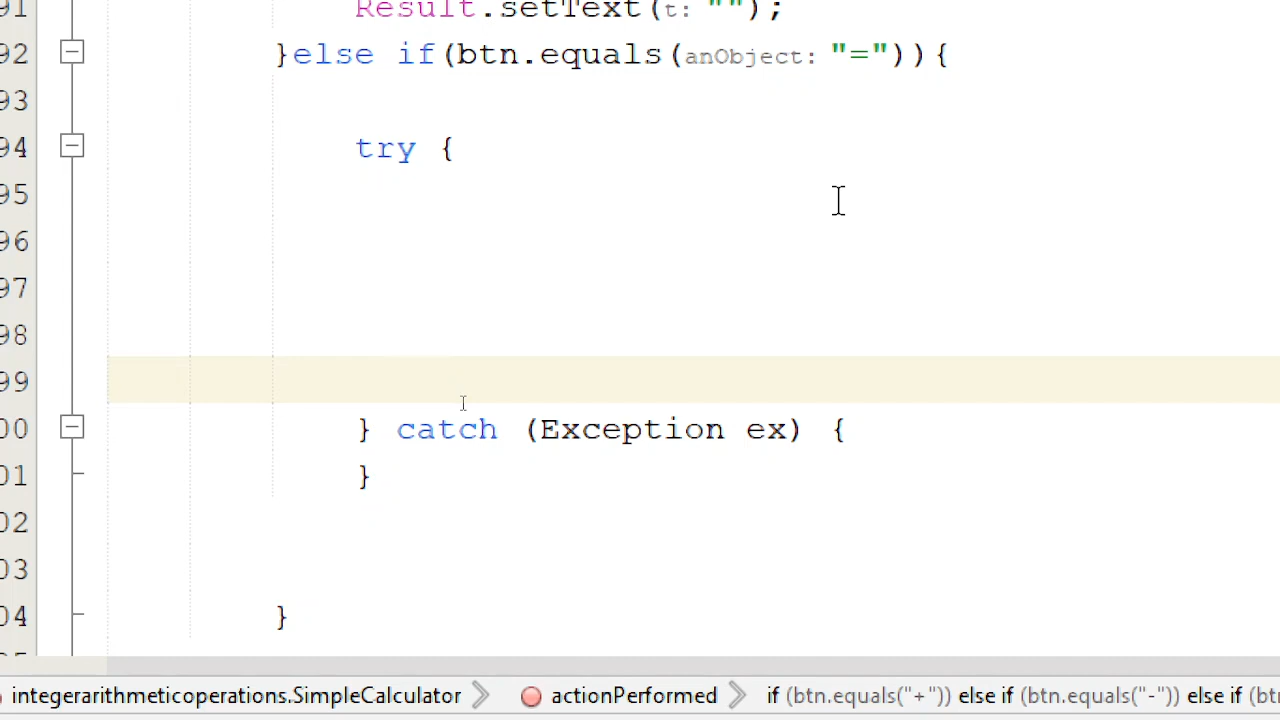 91 Result.setText(t: "");
92 }else if(btn.equals(anObject: "=")){
93
94 try {
95
96
97
98
99
00 } catch (Exception ex) {
01 }
02
03
04 }
integerarithmeticoperations.SimpleCalculator actionPerformed if (btn.equals("+")) else if (btn.equals("-")) else if (bt